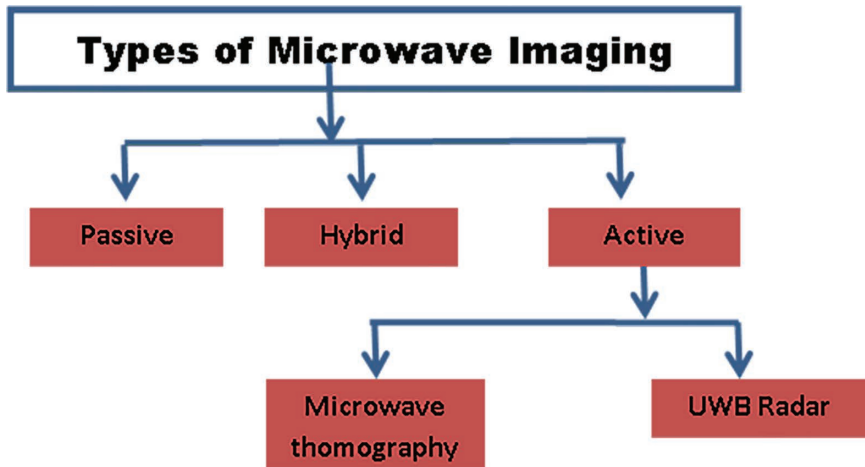 Types of Microwave Imaging
Passive
Hybrid
Active
Microwave
thomography
UWB Radar